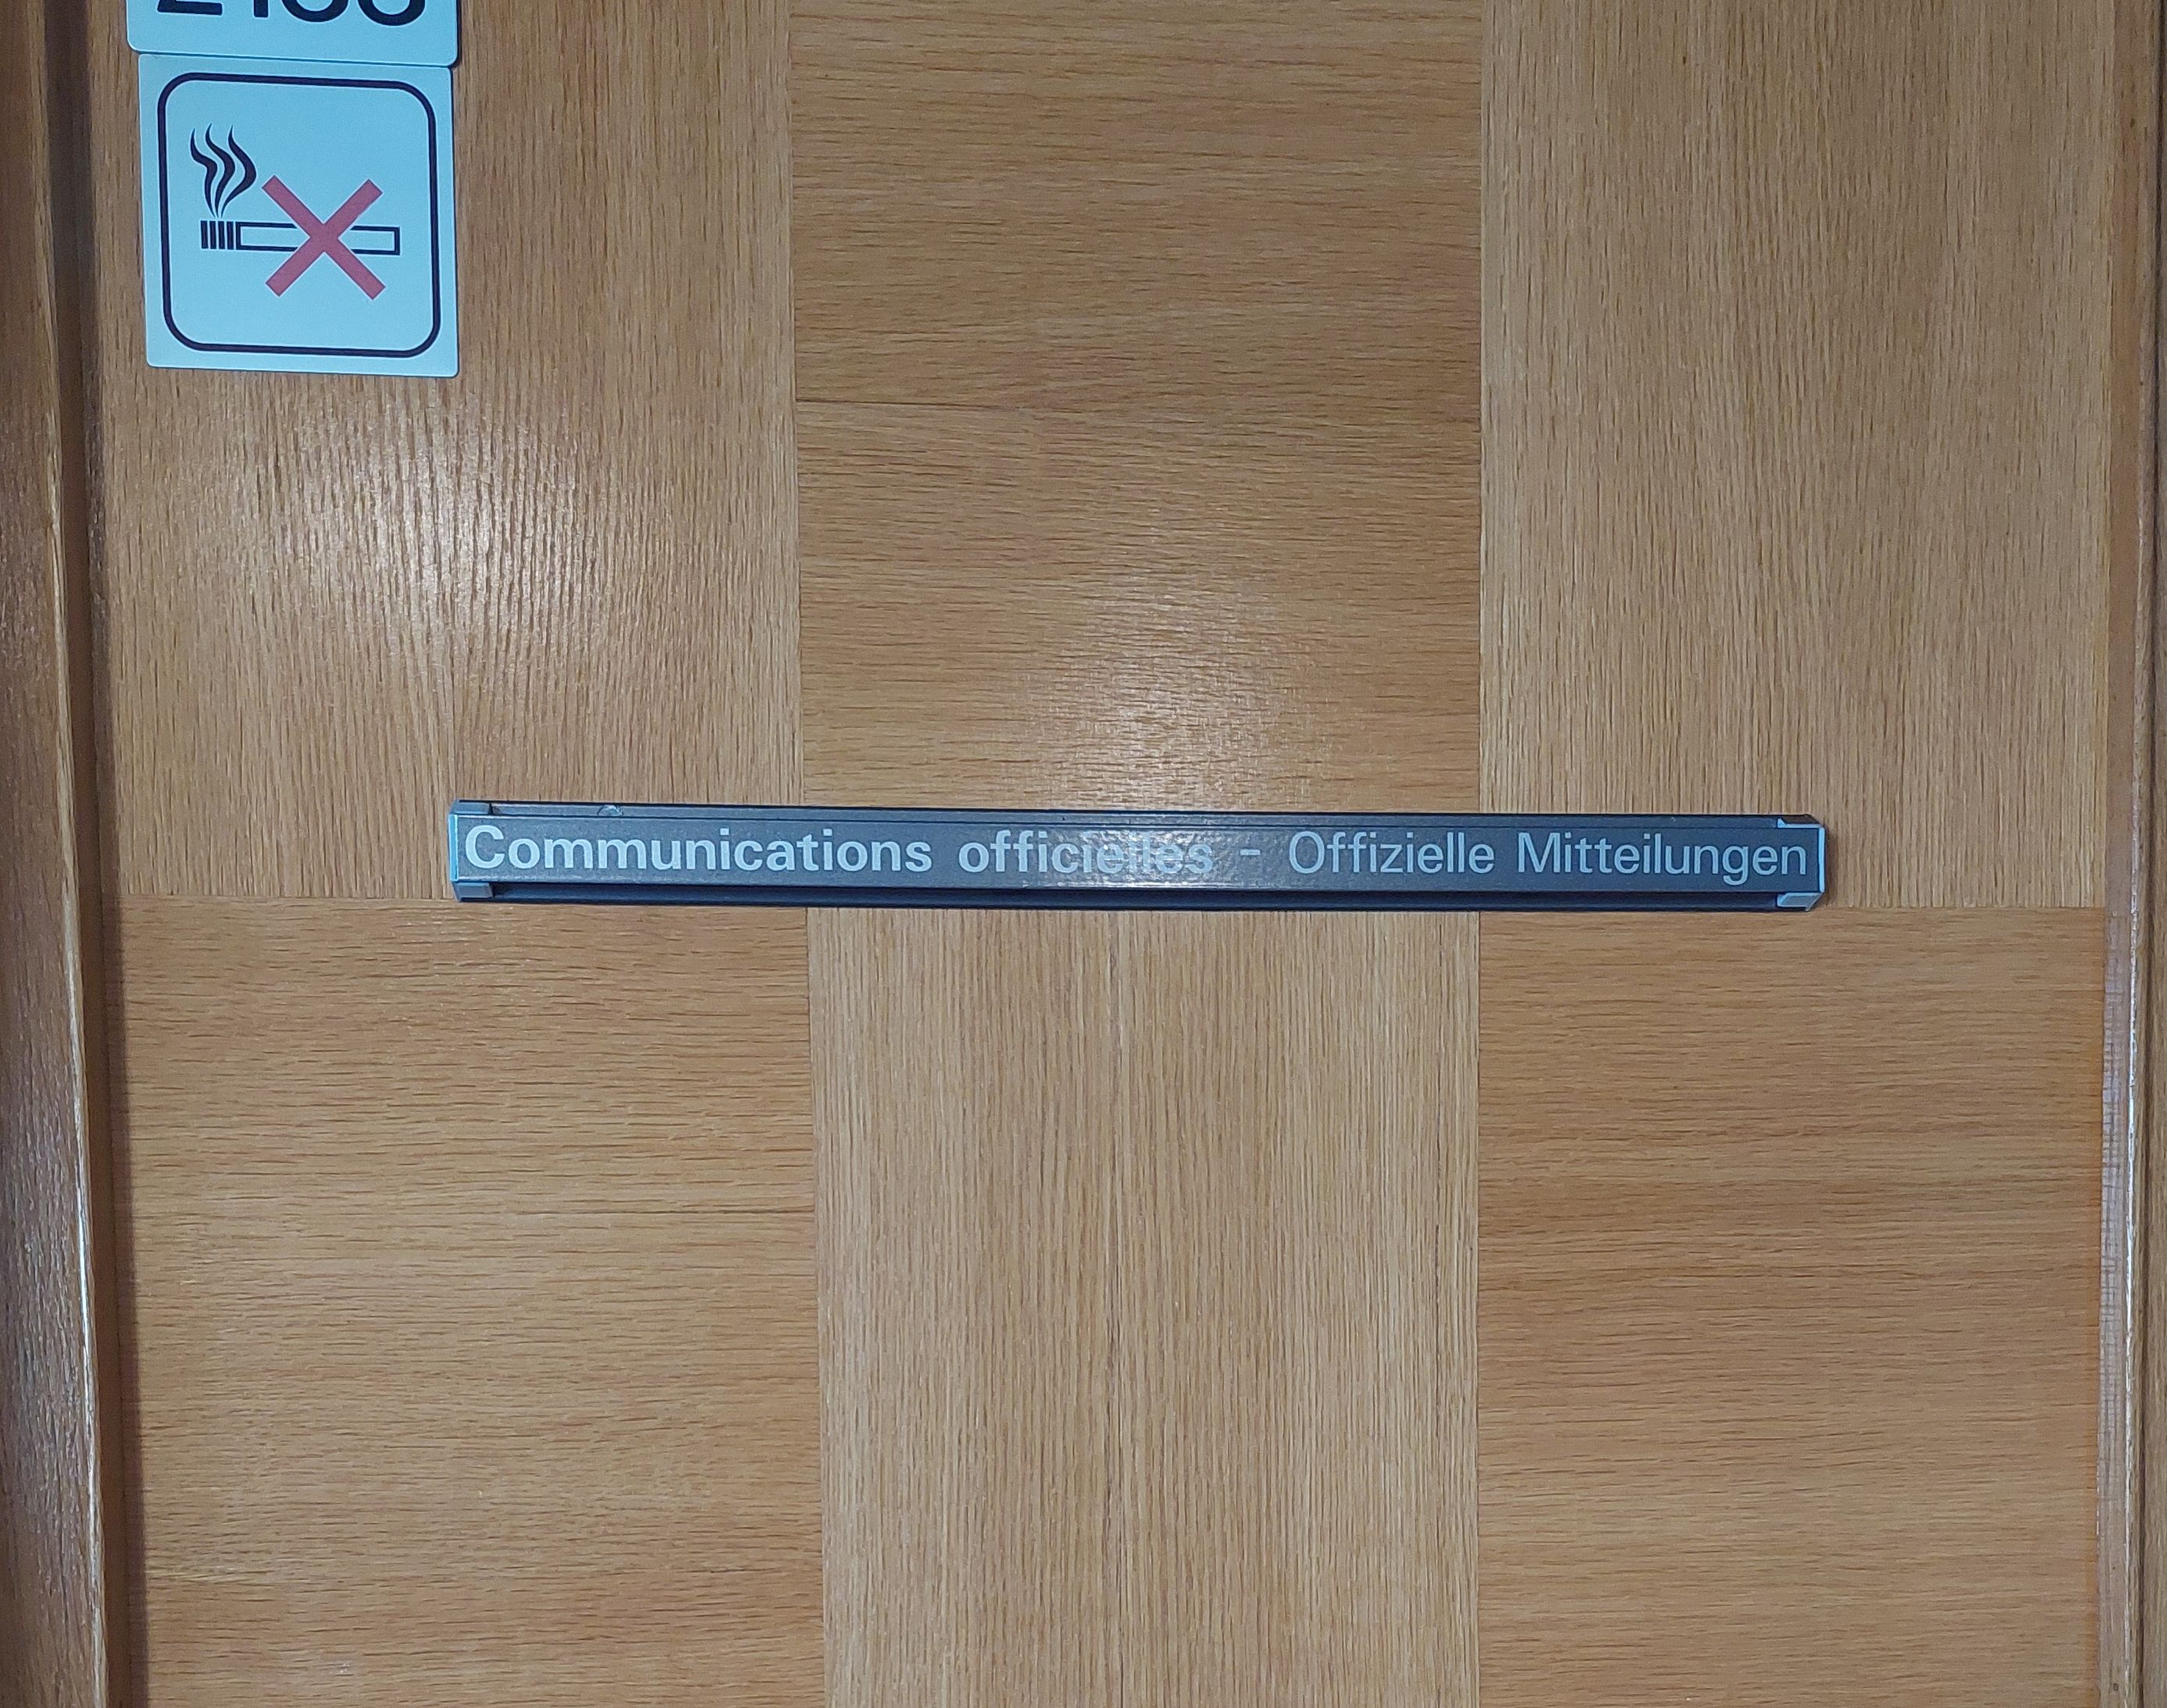 Communications officielles - Offizielle Mitteilungen